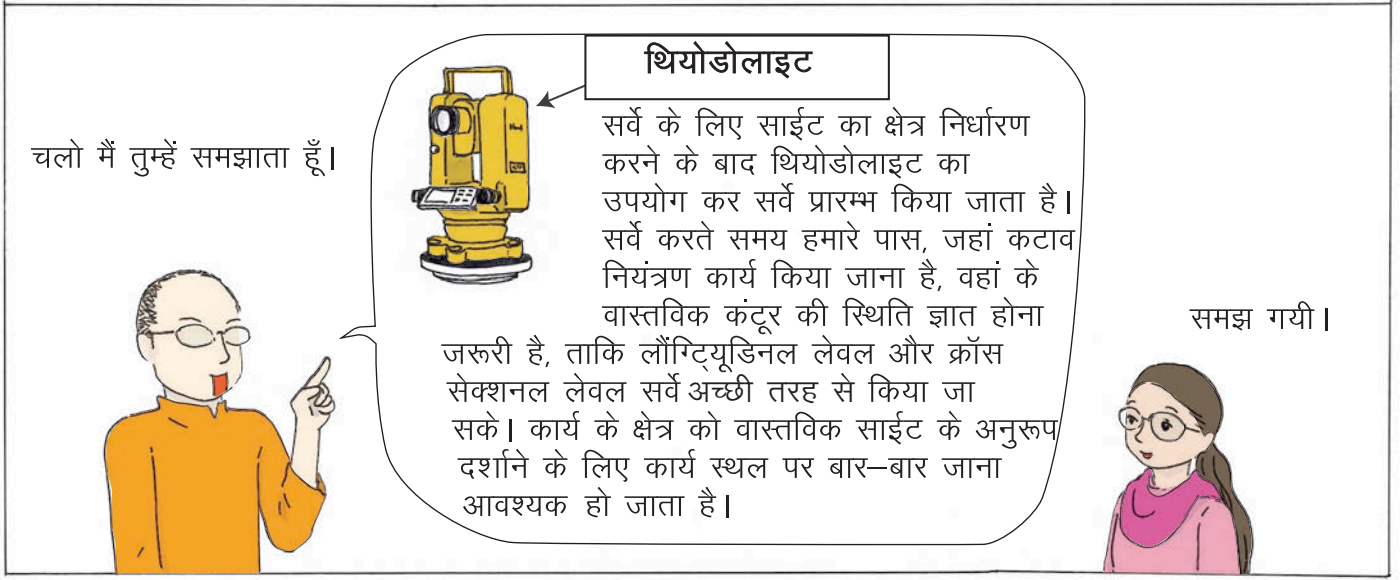 चलो मैं तुम्हें समझाता हूँ।
थियोडोलाइट
सर्वे के लिए साईट का क्षेत्र निर्धारण
करने के बाद थियोडोलाइट का
उपयोग कर सर्वे प्रारम्भ किया जाता है।
सर्वे करते समय हमारे पास, जहां कटाव
नियंत्रण कार्य किया जाना है, वहां के
वास्तविक कंटूर की स्थिति ज्ञात होना
जरूरी है, ताकि लौंग्टियूडिनल लेवल और क्रॉस
सेक्शनल लेवल सर्वे अच्छी तरह से किया जा
सके। कार्य के क्षेत्र को वास्तविक साईट के अनुरूप
दर्शाने के लिए कार्य स्थल पर बार–बार जाना
आवश्यक हो जाता है।
समझ गयी।